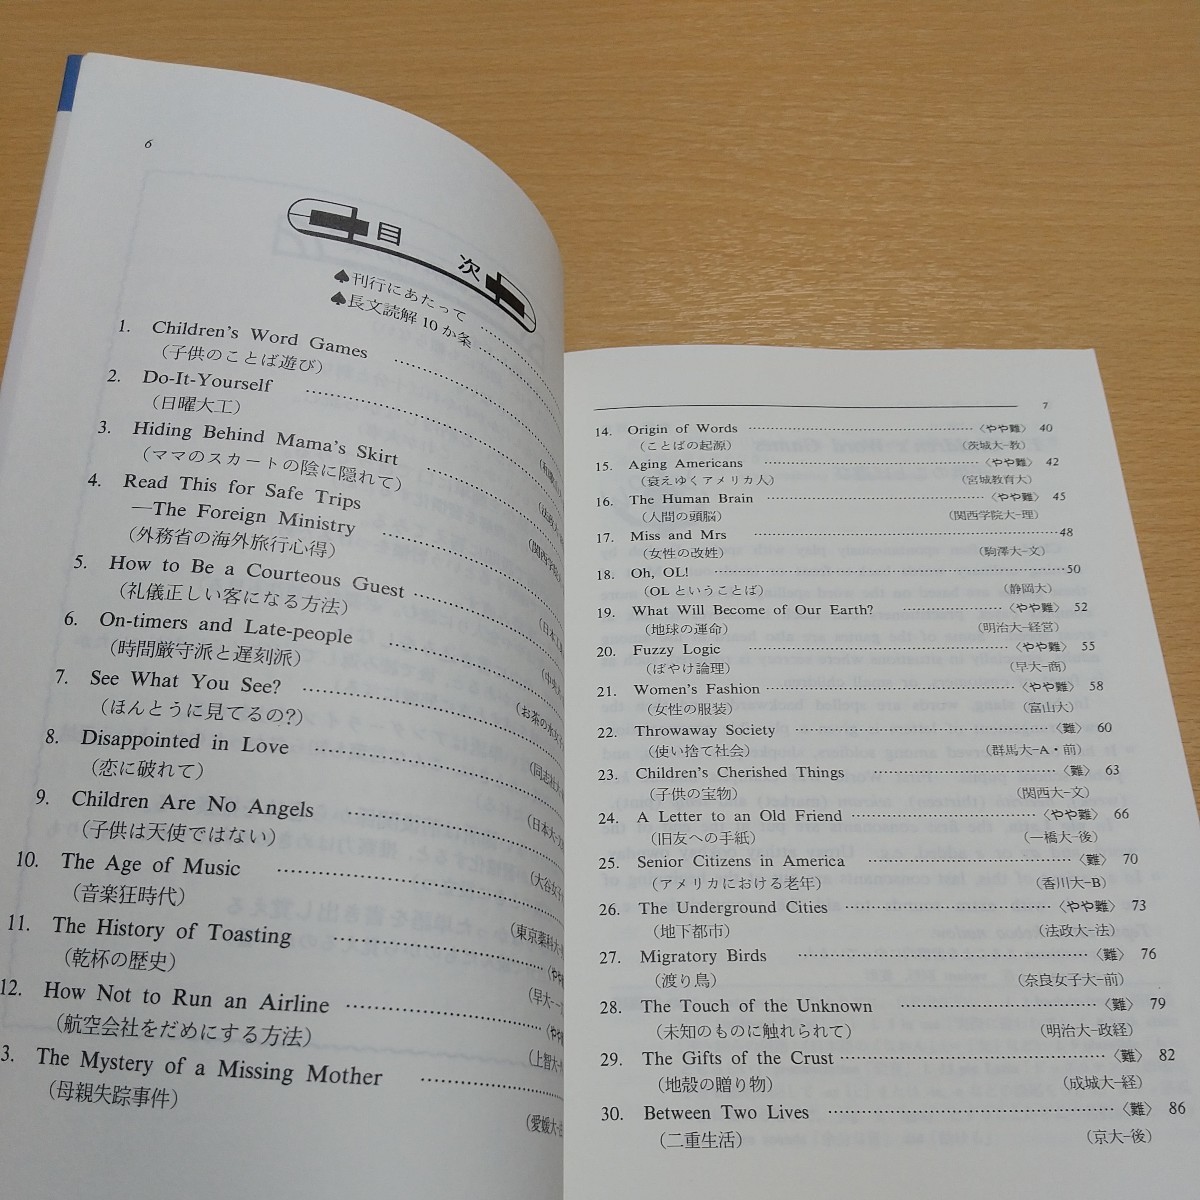 6
目 次
♠刊行にあたって
♠長文読解10か条
1. Children's Word Games
(子供のことば遊び)
2. Do-It-Yourself
(日曜大工)
3. Hiding Behind Mama's Skirt
(ママのスカートの陰に隠れて)
4. Read This for Safe Trips
—The Foreign Ministry
(外務省の海外旅行心得)
5. How to Be a Courteous Guest
(礼儀正しい客になる方法)
6. On-timers and Late-people
(時間厳守派と遅刻派)
7. See What You See?
(ほんとうに見てるの?)
8. Disappointed in Love
(恋に破れて)
9. Children Are No Angels
(子供は天使ではない)
10. The Age of Music
(音楽狂時代)
11. The History of Toasting
(乾杯の歴史)
12. How Not to Run an Airline
(航空会社をだめにする方法)
3. The Mystery of a Missing Mother
(母親失踪事件)
7
14. Origin of Words 〈やや難〉 40
(ことばの起源) (茨城大–教)
15. Aging Americans 〈やや難〉 42
(衰えゆくアメリカ人) (宮城教育大)
16. The Human Brain 〈やや難〉 45
(人間の頭脳) (関西学院大–理)
17. Miss and Mrs 48
(女性の改姓) (駒澤大–文)
18. Oh, OL! 50
(OLということば) (静岡大)
19. What Will Become of Our Earth? 〈やや難〉 52
(地球の運命) (明治大–経営)
20. Fuzzy Logic 〈やや難〉 55
(ぼやけ論理) (早大–商)
21. Women's Fashion 〈やや難〉 58
(女性の服装) (富山大)
22. Throwaway Society 〈難〉 60
(使い捨て社会) (群馬大–A・前)
23. Children's Cherished Things 〈難〉 63
(子供の宝物) (関西大–文)
24. A Letter to an Old Friend 〈やや難〉 66
(旧友への手紙) (一橋大–後)
25. Senior Citizens in America 〈難〉 70
(アメリカにおける老年) (香川大–B)
26. The Underground Cities 〈やや難〉 73
(地下都市) (法政大–法)
27. Migratory Birds 〈難〉 76
(渡り鳥) (奈良女子大–前)
28. The Touch of the Unknown 〈難〉 79
(未知のものに触れられて) (明治大–政経)
29. The Gifts of the Crust 〈難〉 82
(地殻の贈り物) (成城大–経)
30. Between Two Lives 〈難〉 86
(二重生活) (京大–後)